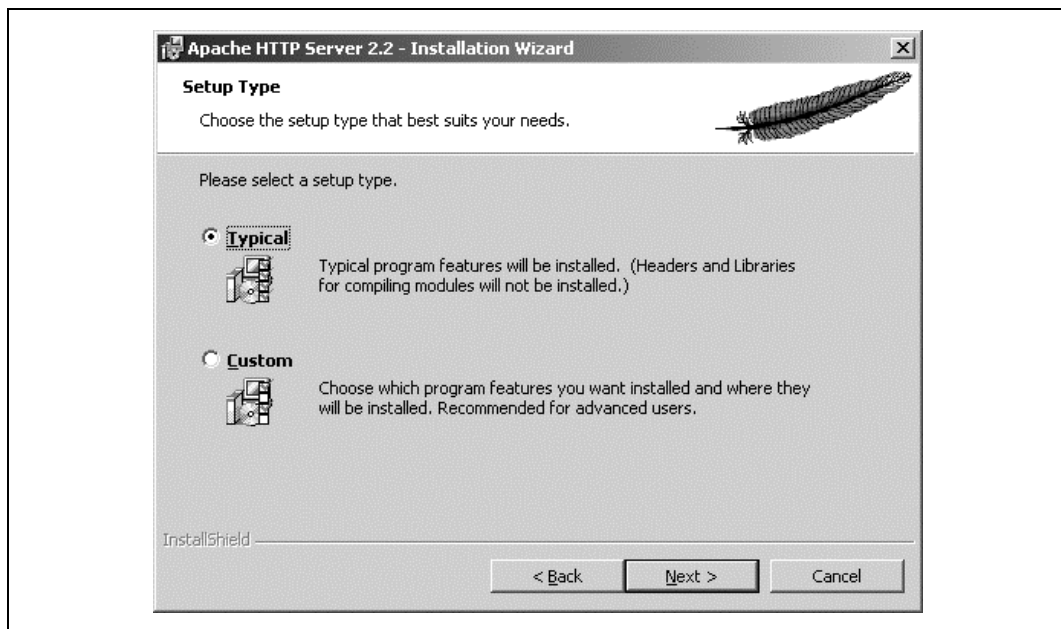 Apache HTTP Server 2.2 - Installation Wizard
Setup Type
Choose the setup type that best suits your needs.
Please select a setup type.
Typical
Typical program features will be installed. (Headers and Libraries
for compiling modules will not be installed.)
Custom
Choose which program features you want installed and where they
will be installed. Recommended for advanced users.
InstallShield
< Back
Next >
Cancel